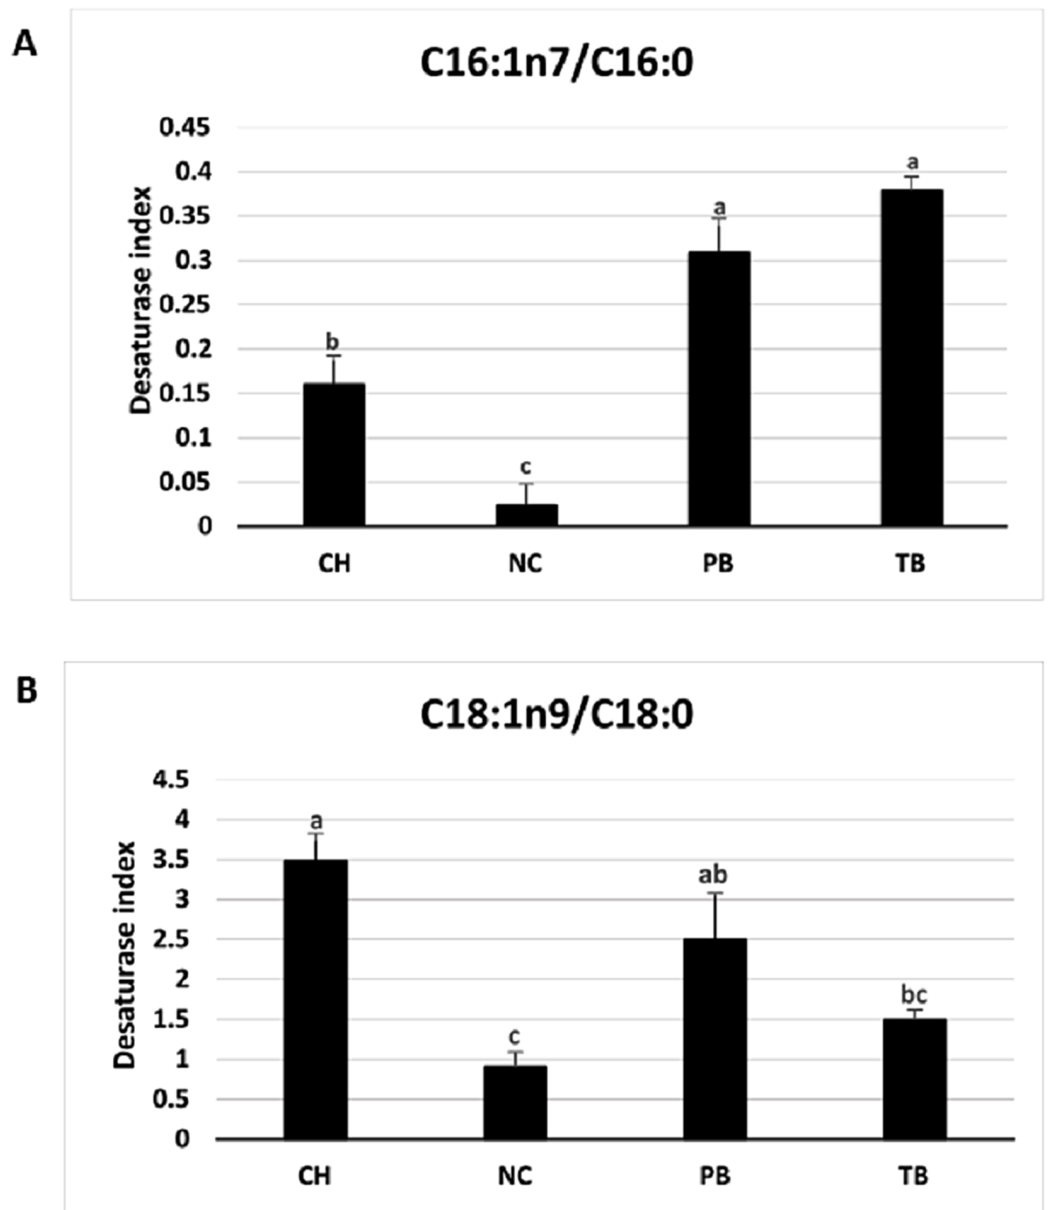 A
C16:1n7/C16:0
Desaturase index
0.45
0.4
0.35
0.3
0.25
0.2
0.15
0.1
0.05
0
b
c
a
a
CH NC PB TB
B
C18:1n9/C18:0
Desaturase index
4.5
4
3.5
3
2.5
2
1.5
1
0.5
0
a
c
ab
bc
CH NC PB TB